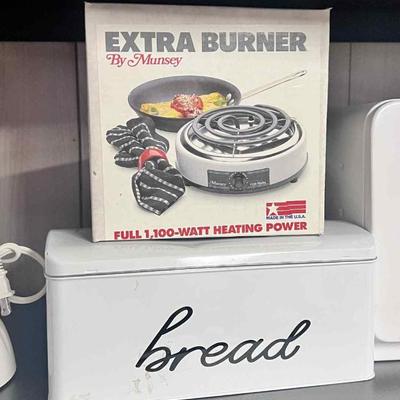 EXTRA BURNER
By Munsey
MADE IN THE U.S.A.
FULL 1,100-WATT HEATING POWER
bread